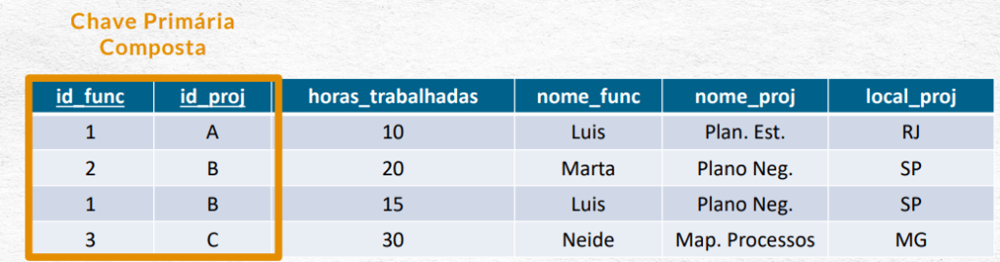 Chave Primária
Composta
id_func id_proj horas_trabalhadas nome_func nome_proj local_proj
1 A 10 Luis Plan. Est. RJ
2 B 20 Marta Plano Neg. SP
1 B 15 Luis Plano Neg. SP
3 C 30 Neide Map. Processos MG